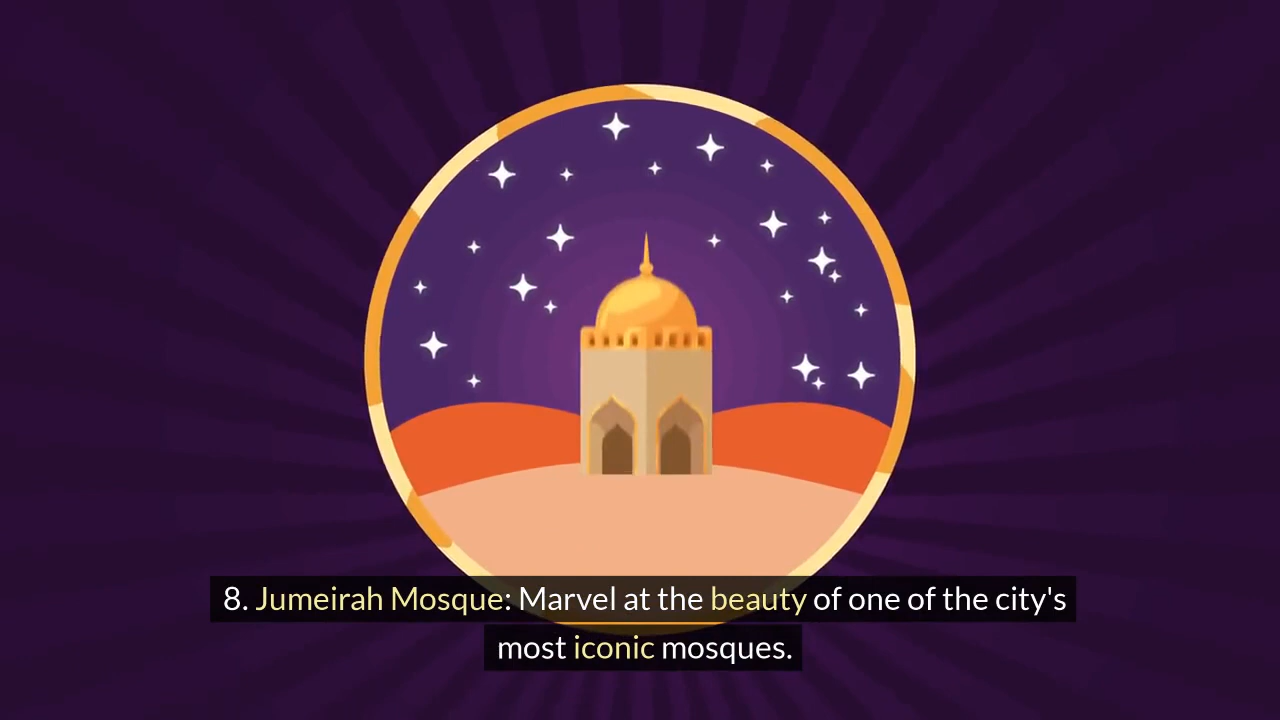 8. Jumeirah Mosque: Marvel at the beauty of one of the city's
most iconic mosques.